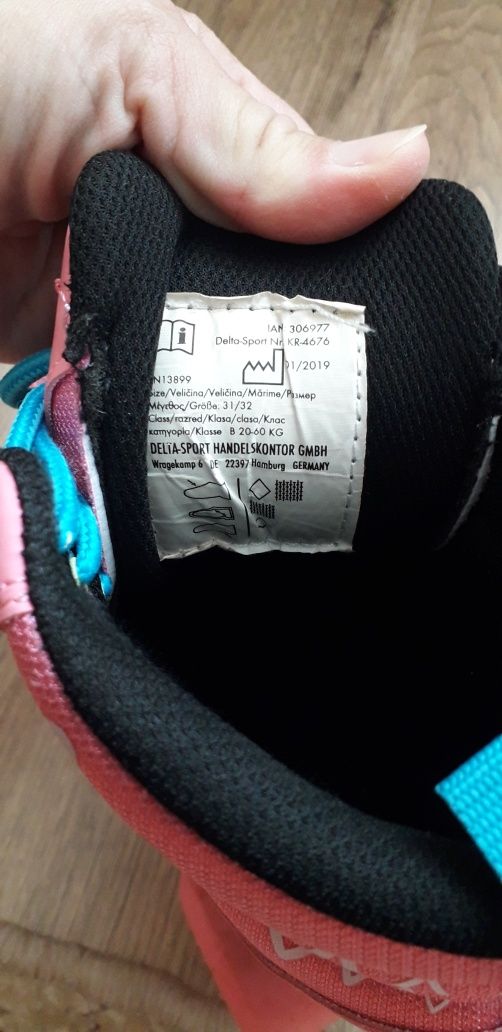 IAN 306977
Delta-Sport Nr. KR-4676
01/2019
EN13899
Size/Veličina/Veličina/Mărime/Размер
Μέγεθος/Größe: 31/32
Class/razred/Klasa/clasa/Клас
κατηγορία/Klasse B 20-60 KG
DELTA-SPORT HANDELSKONTOR GMBH
Wragekamp 6 DE 22397 Hamburg GERMANY